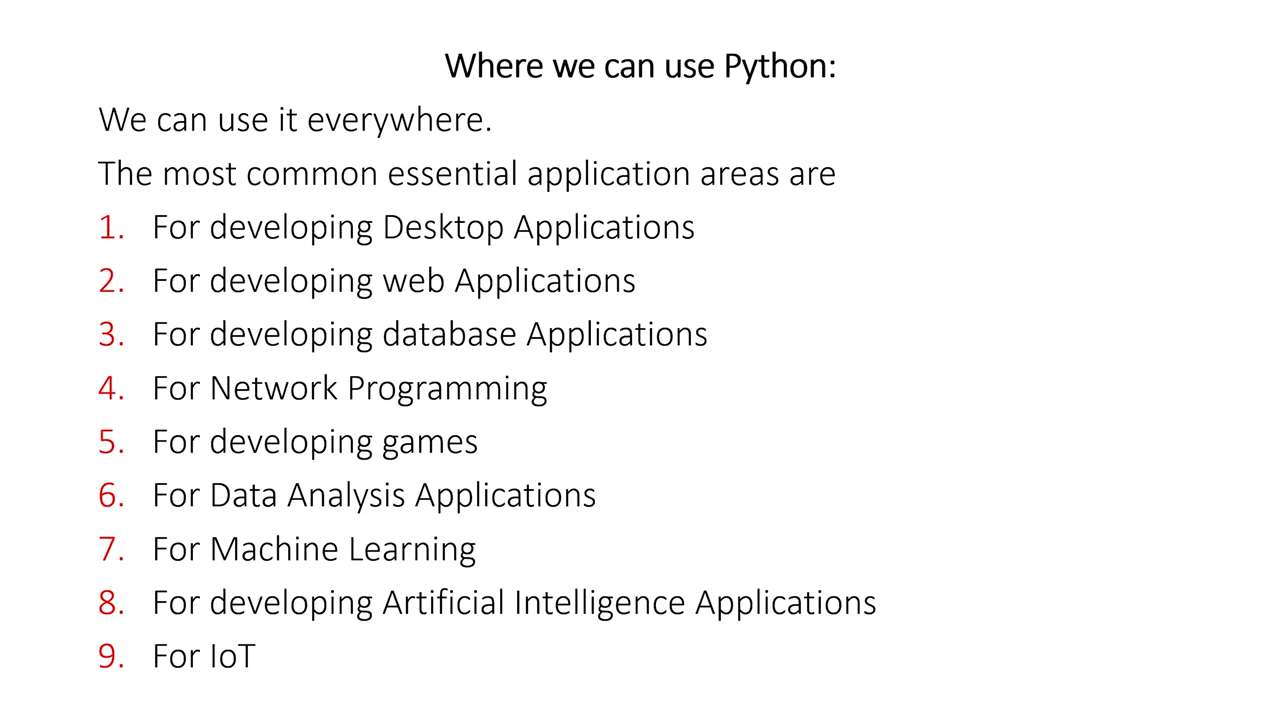 Where we can use Python:
We can use it everywhere.
The most common essential application areas are
1. For developing Desktop Applications
2. For developing web Applications
3. For developing database Applications
4. For Network Programming
5. For developing games
6. For Data Analysis Applications
7. For Machine Learning
8. For developing Artificial Intelligence Applications
9. For IoT